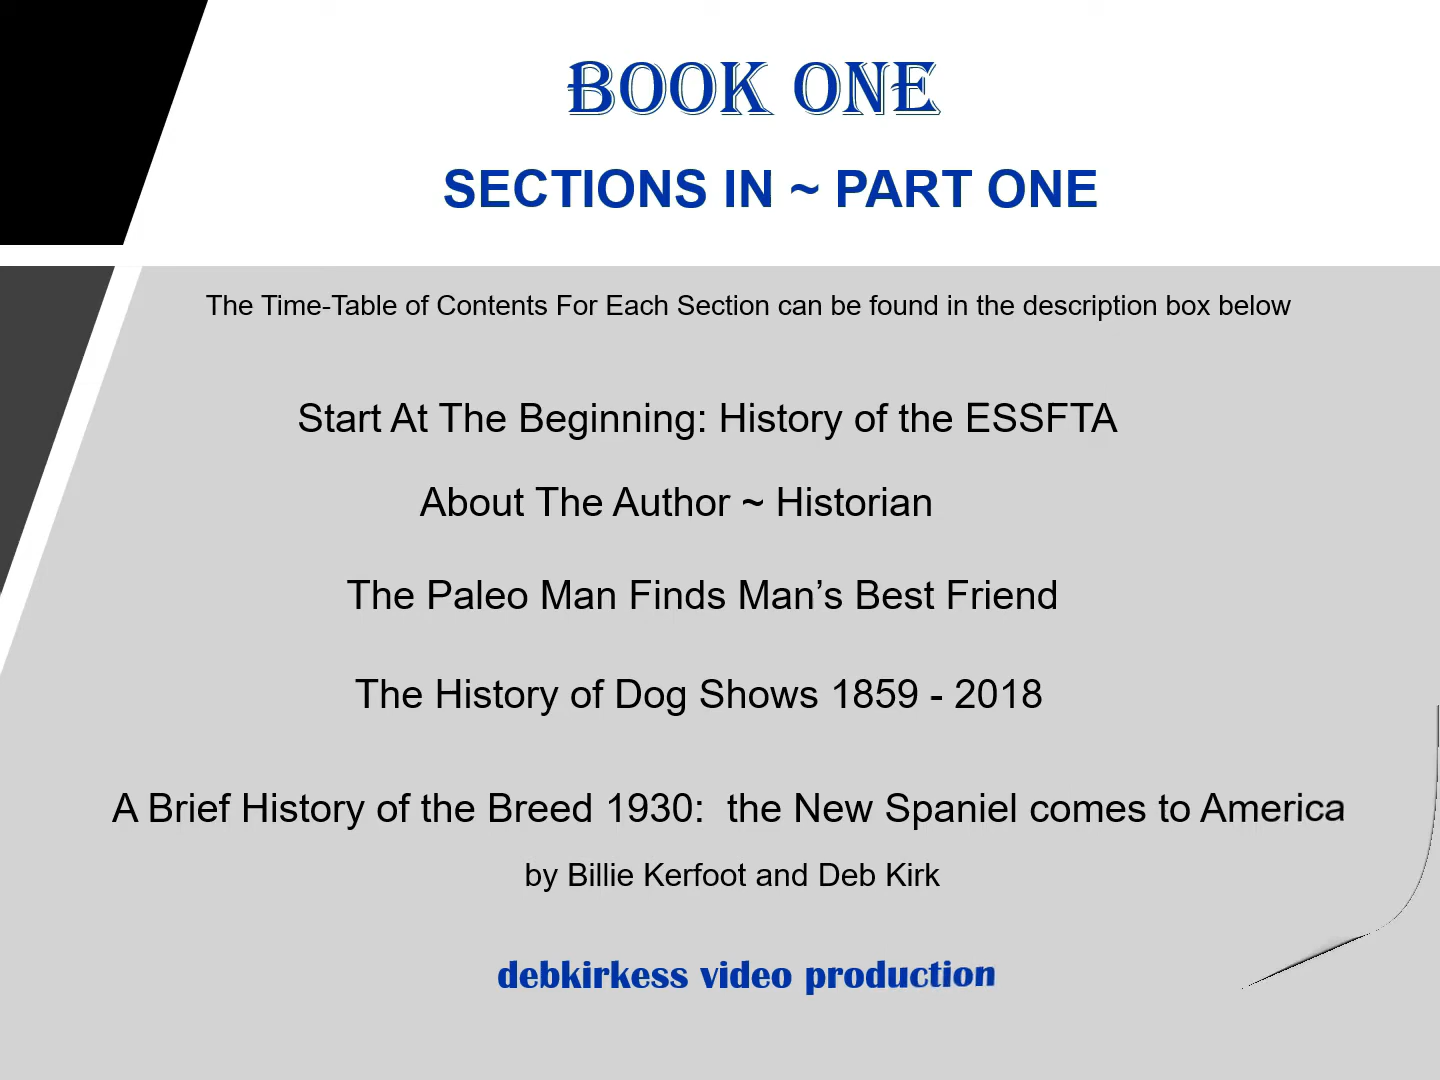 BOOK ONE
SECTIONS IN ~ PART ONE
The Time-Table of Contents For Each Section can be found in the description box below
Start At The Beginning: History of the ESSFTA
About The Author ~ Historian
The Paleo Man Finds Man’s Best Friend
The History of Dog Shows 1859 - 2018
A Brief History of the Breed 1930:  the New Spaniel comes to America
by Billie Kerfoot and Deb Kirk
debkirkess video production